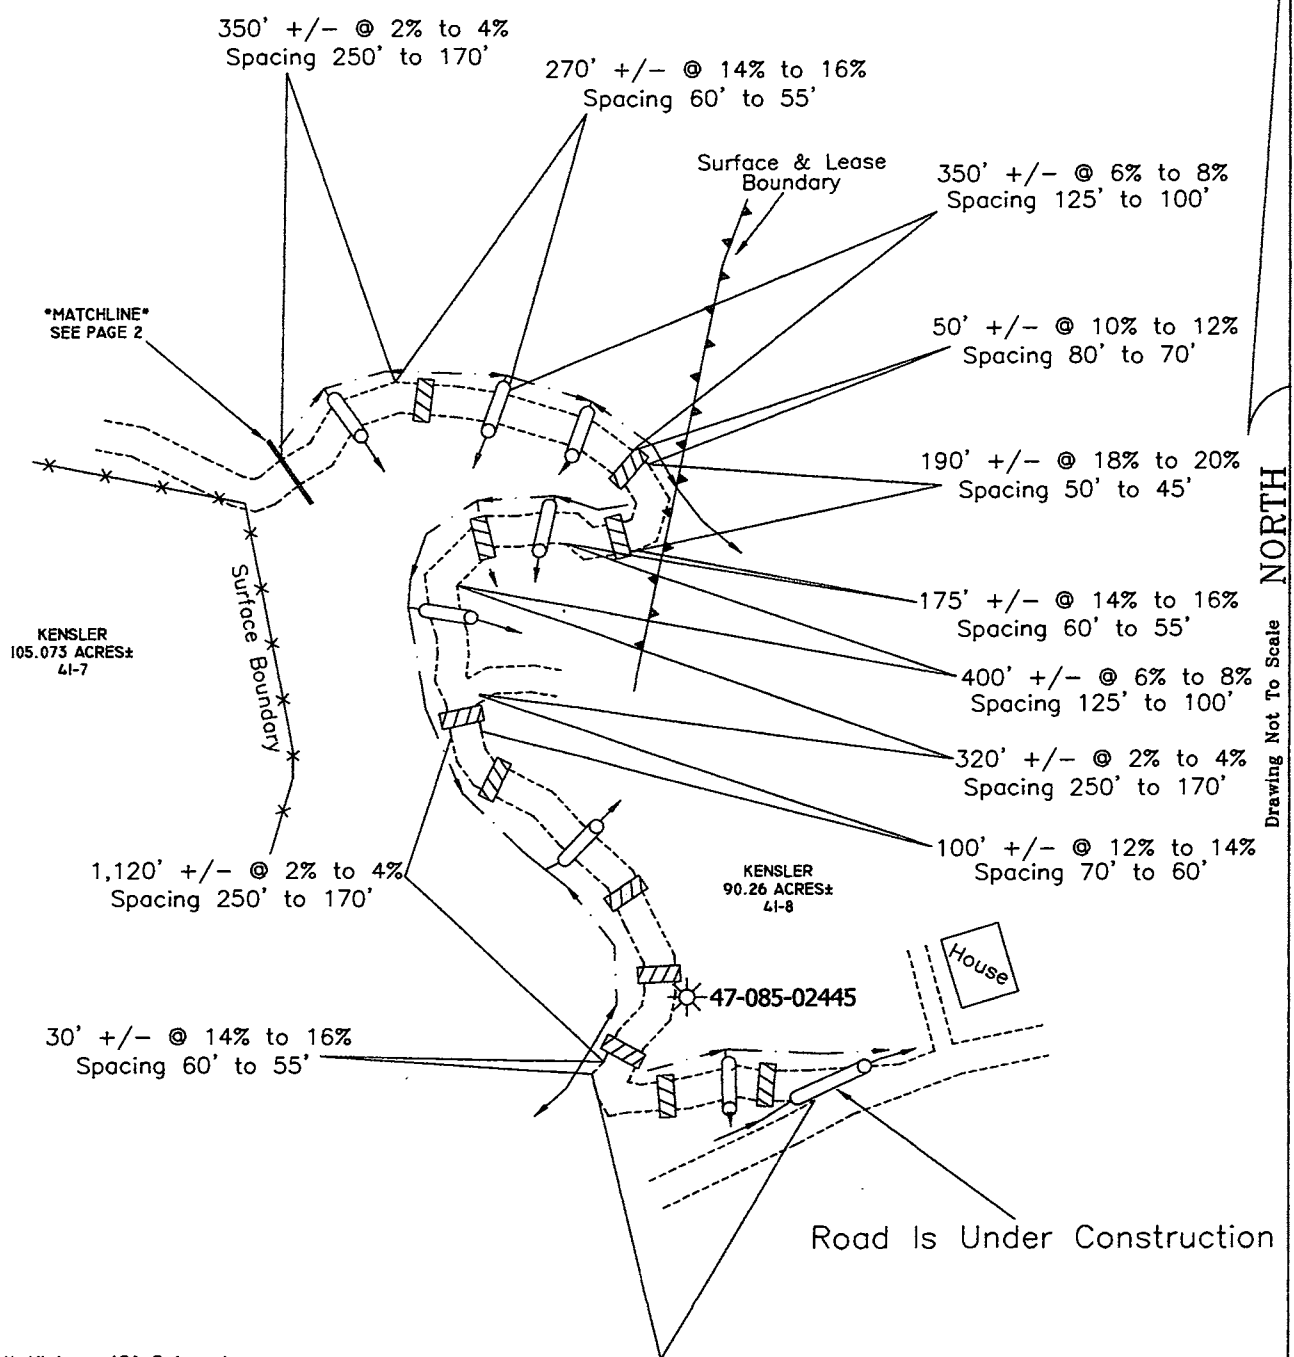 350' +/- @ 2% to 4%
Spacing 250' to 170'
270' +/- @ 14% to 16%
Spacing 60' to 55'
Surface & Lease
Boundary
350' +/- @ 6% to 8%
Spacing 125' to 100'
*MATCHLINE*
SEE PAGE 2
50' +/- @ 10% to 12%
Spacing 80' to 70'
190' +/- @ 18% to 20%
Spacing 50' to 45'
NORTH
Drawing Not To Scale
Surface Boundary
KENSLER
105.073 ACRES±
41-7
175' +/- @ 14% to 16%
Spacing 60' to 55'
400' +/- @ 6% to 8%
Spacing 125' to 100'
320' +/- @ 2% to 4%
Spacing 250' to 170'
100' +/- @ 12% to 14%
Spacing 70' to 60'
1,120' +/- @ 2% to 4%
Spacing 250' to 170'
KENSLER
90.26 ACRES±
41-8
House
47-085-02445
30' +/- @ 14% to 16%
Spacing 60' to 55'
Road Is Under Construction